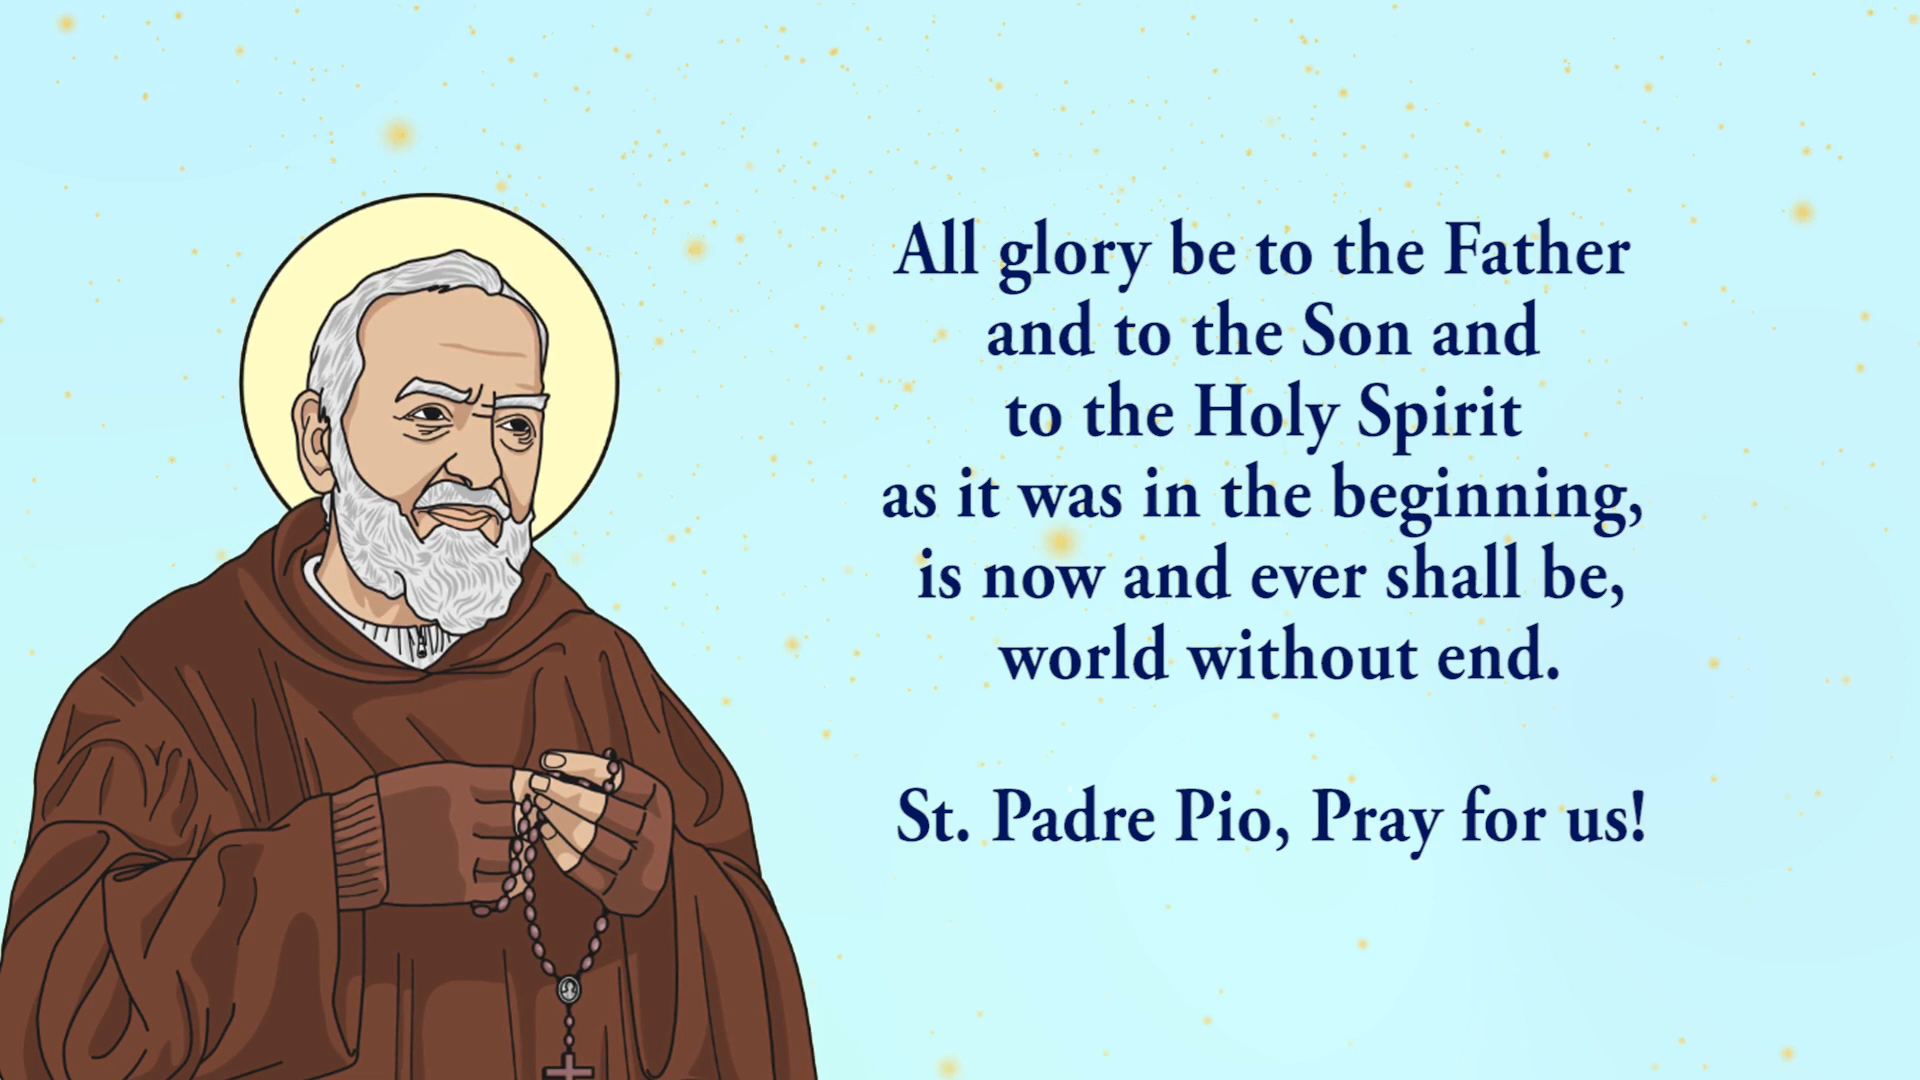 All glory be to the Father
and to the Son and
to the Holy Spirit
as it was in the beginning,
is now and ever shall be,
world without end.
St. Padre Pio, Pray for us!